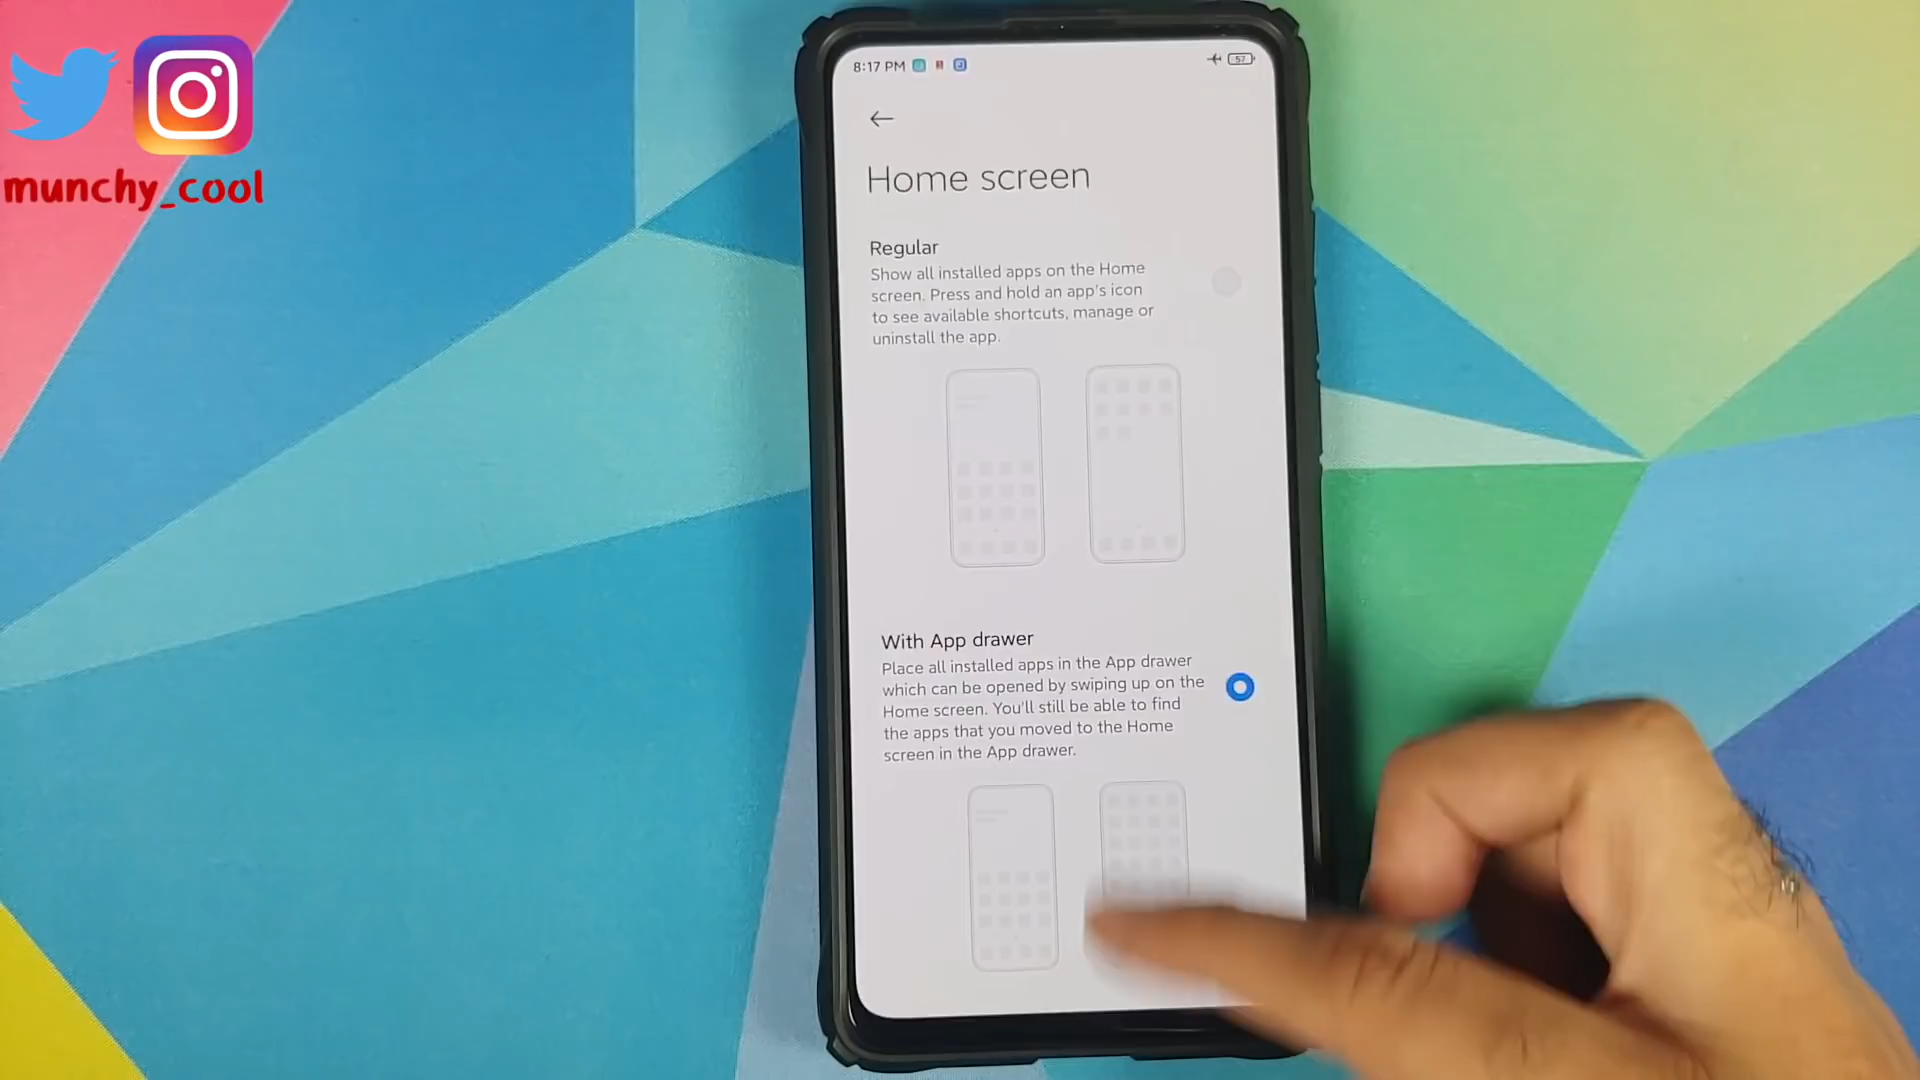 munchy_cool
8:17 PM
57
Home screen
Regular
Show all installed apps on the Home
screen. Press and hold an app's icon
to see available shortcuts, manage or
uninstall the app.
With App drawer
Place all installed apps in the App drawer
which can be opened by swiping up on the
Home screen. You'll still be able to find
the apps that you moved to the Home
screen in the App drawer.